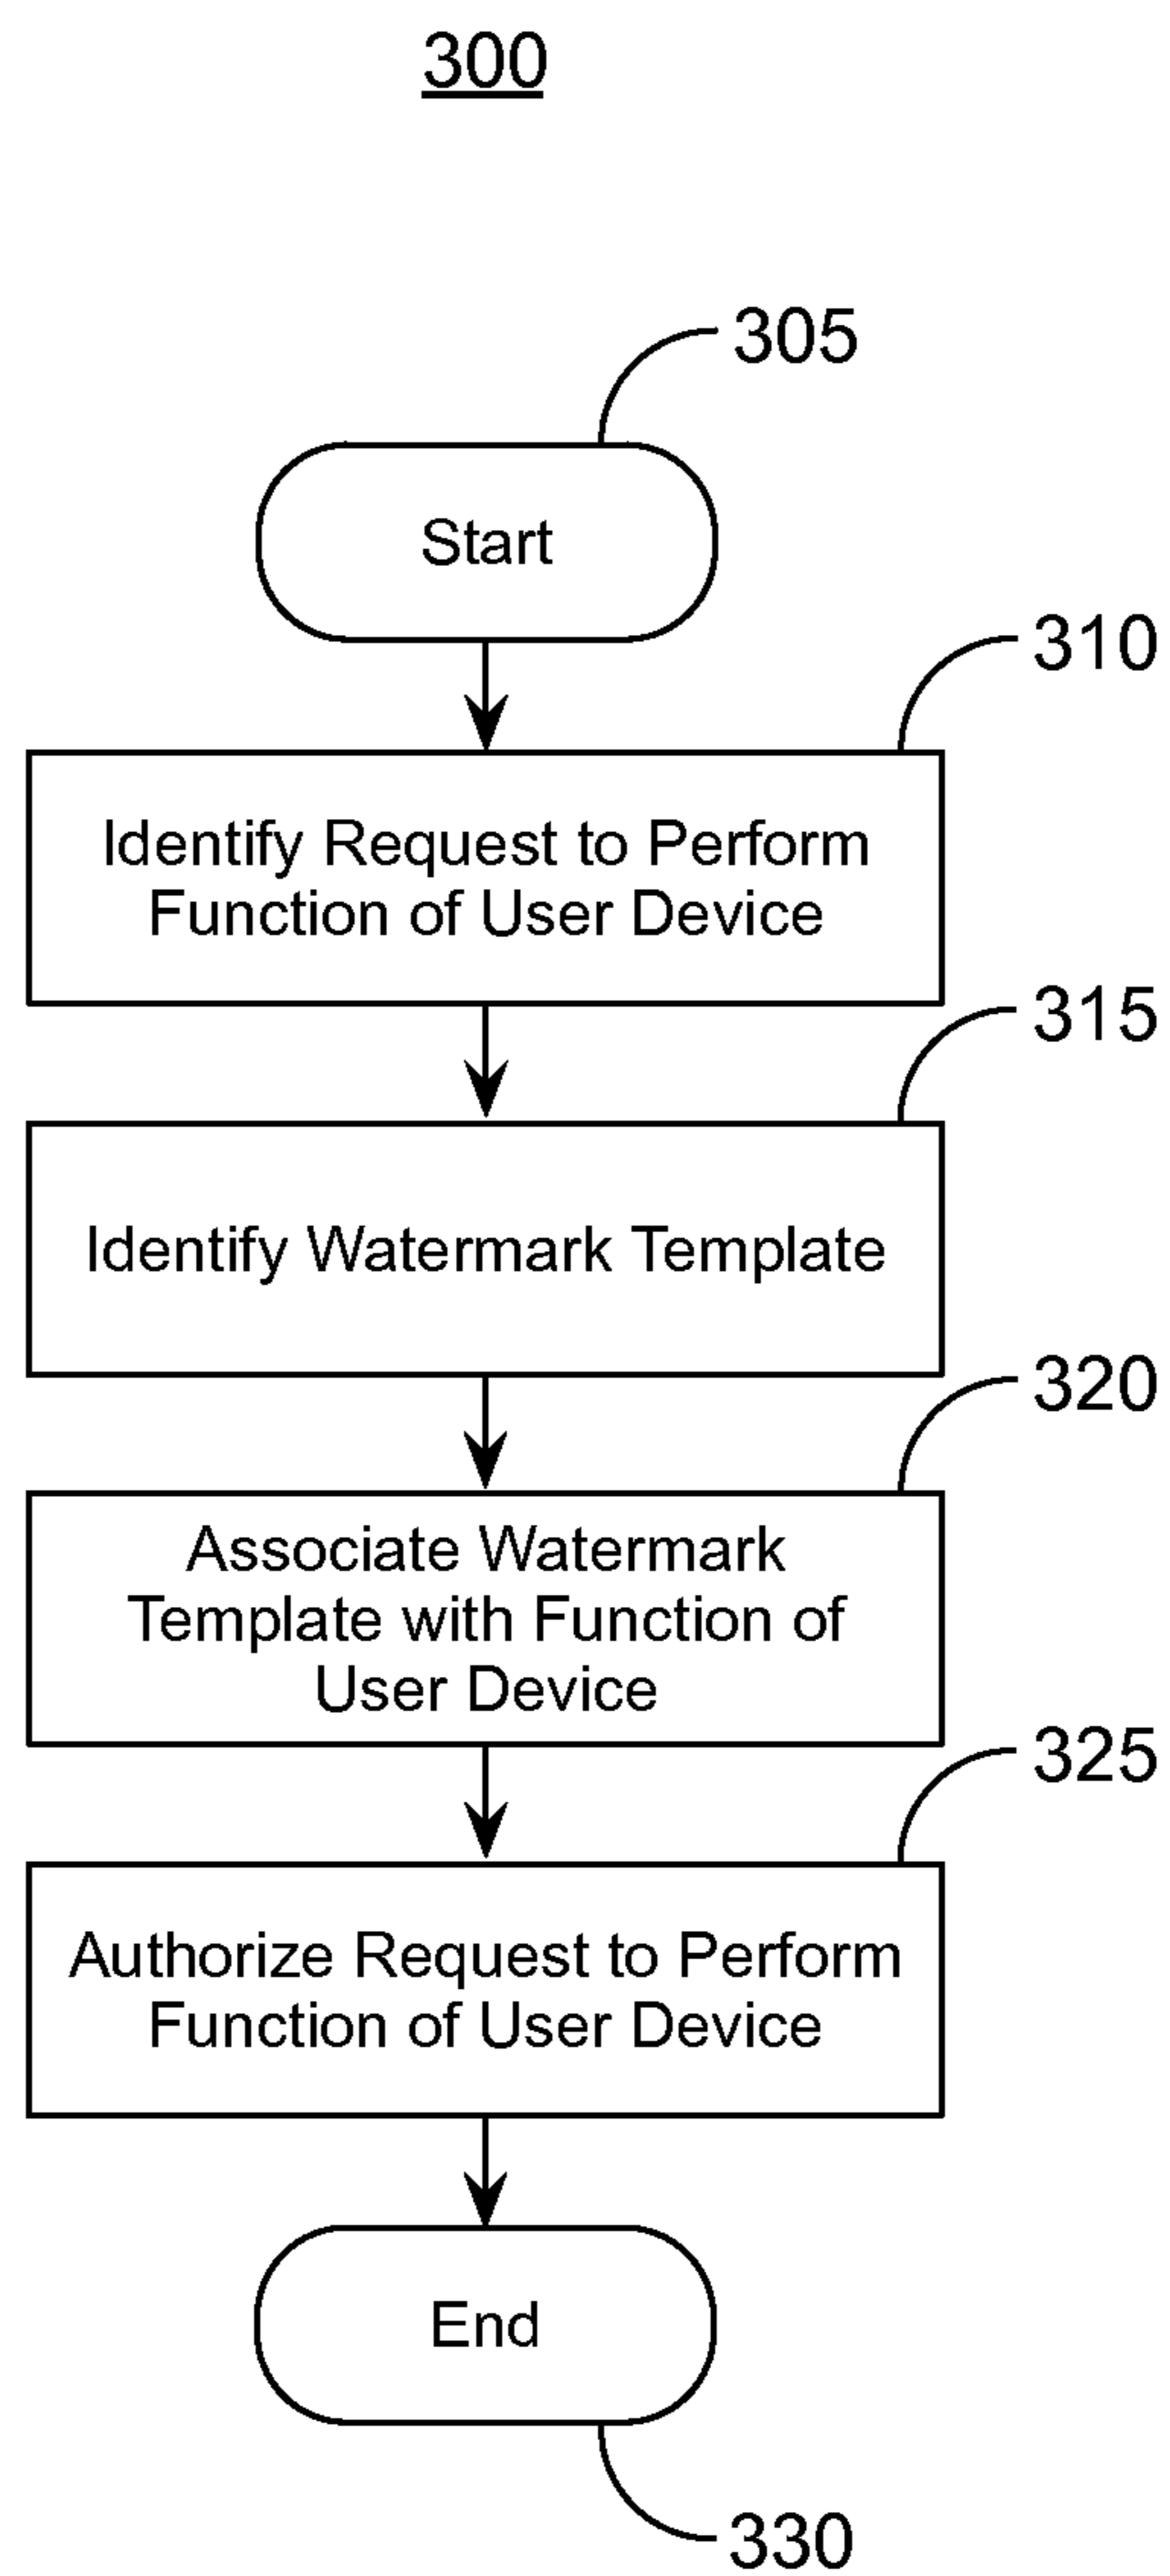 300
305
Start
310
Identify Request to Perform
Function of User Device
315
Identify Watermark Template
320
Associate Watermark
Template with Function of
User Device
325
Authorize Request to Perform
Function of User Device
End
330